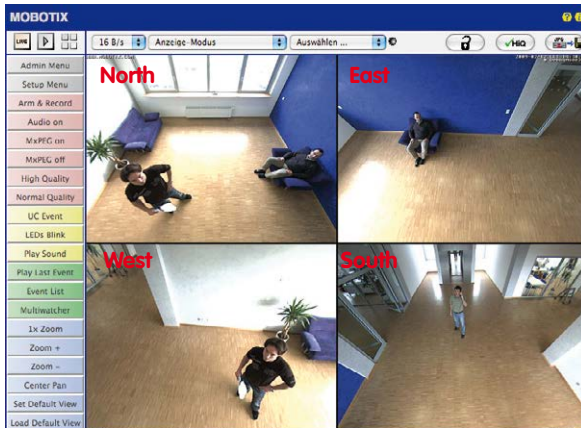 MOBOTIX
LIVE
16 B/s
Anzeige-Modus
Auswählen ...
HiQ
Admin Menu
Setup Menu
Arm & Record
Audio on
MxPEG on
MxPEG off
High Quality
Normal Quality
UC Event
LEDs Blink
Play Sound
Play Last Event
Event List
Multiwatcher
1x Zoom
Zoom +
Zoom –
Center Pan
Set Default View
Load Default View
North
East
West
South